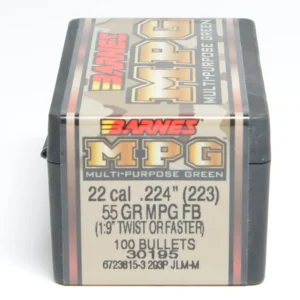 BARNES
MPG
MULTI-PURPOSE GREEN
BARNES
MPG
MULTI-PURPOSE GREEN
22 cal .224" (223)
55 GR MPG FB
(1:9" TWIST OR FASTER)
100 BULLETS
30195
6723815-3 293P JLM-M